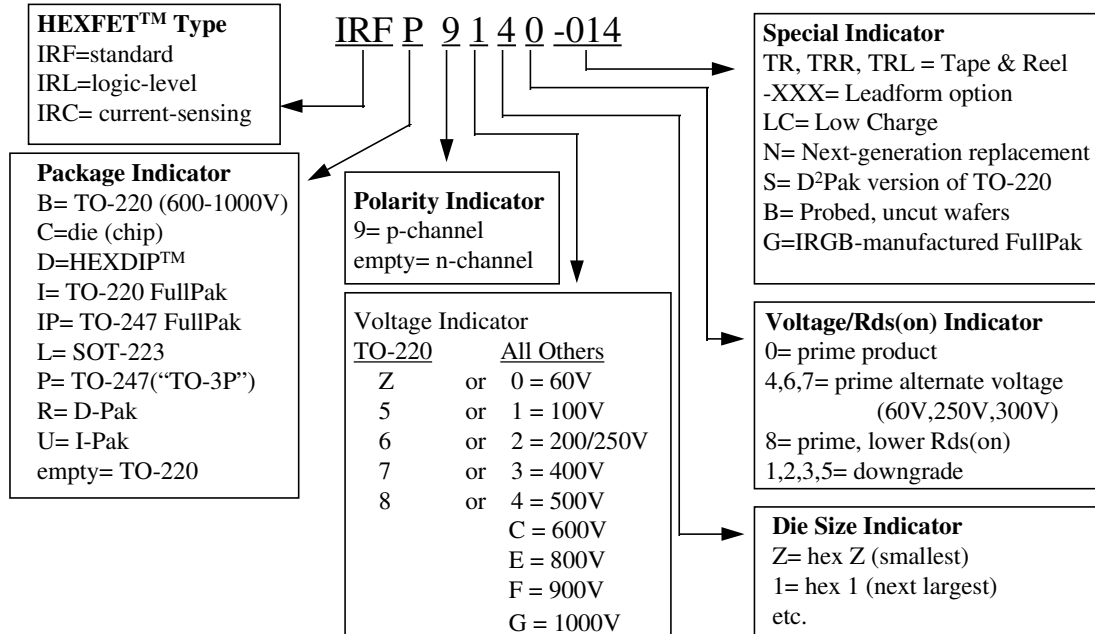 IRF P 9 1 4 0 -014
HEXFET™ Type
IRF=standard
IRL=logic-level
IRC= current-sensing
Package Indicator
B= TO-220 (600-1000V)
C=die (chip)
D=HEXDIP™
I= TO-220 FullPak
IP= TO-247 FullPak
L= SOT-223
P= TO-247(“TO-3P”)
R= D-Pak
U= I-Pak
empty= TO-220
Polarity Indicator
9= p-channel
empty= n-channel
Voltage Indicator
TO-220 All Others
Z or 0 = 60V
5 or 1 = 100V
6 or 2 = 200/250V
7 or 3 = 400V
8 or 4 = 500V
C = 600V
E = 800V
F = 900V
G = 1000V
Special Indicator
TR, TRR, TRL = Tape & Reel
-XXX= Leadform option
LC= Low Charge
N= Next-generation replacement
S= D²Pak version of TO-220
B= Probed, uncut wafers
G=IRGB-manufactured FullPak
Voltage/Rds(on) Indicator
0= prime product
4,6,7= prime alternate voltage
(60V,250V,300V)
8= prime, lower Rds(on)
1,2,3,5= downgrade
Die Size Indicator
Z= hex Z (smallest)
1= hex 1 (next largest)
etc.